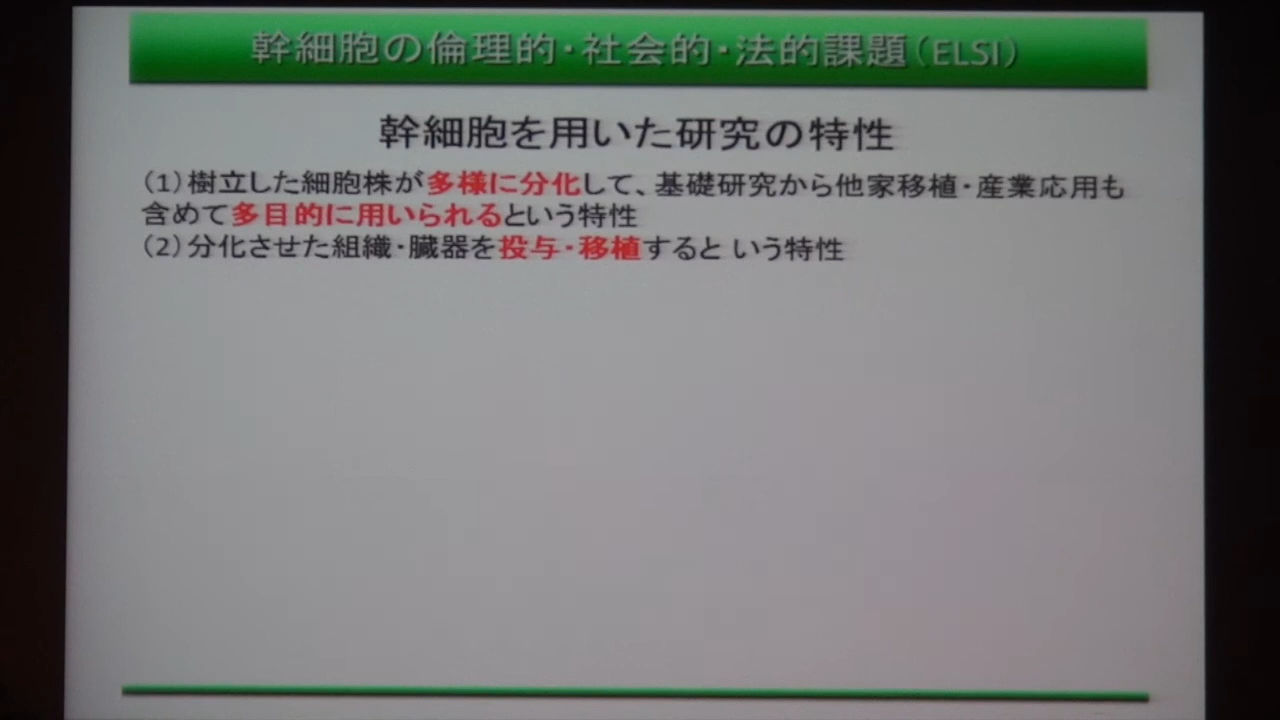 幹細胞の倫理的・社会的・法的課題（ELSI）
幹細胞を用いた研究の特性
（1）樹立した細胞株が多様に分化して、基礎研究から他家移植・産業応用も
含めて多目的に用いられるという特性
（2）分化させた組織・臓器を投与・移植すると いう特性